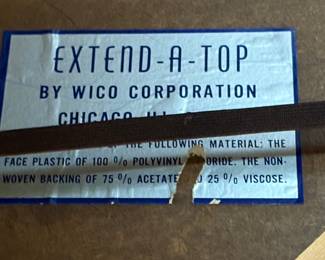 EXTEND-A-TOP
BY WICO CORPORATION
CHICAGO
THE FOLLOWING MATERIAL: THE
FACE PLASTIC OF 100 % POLYVINYL ORIDE. THE NON-
WOVEN BACKING OF 75 % ACETATE 25 % VISCOSE.